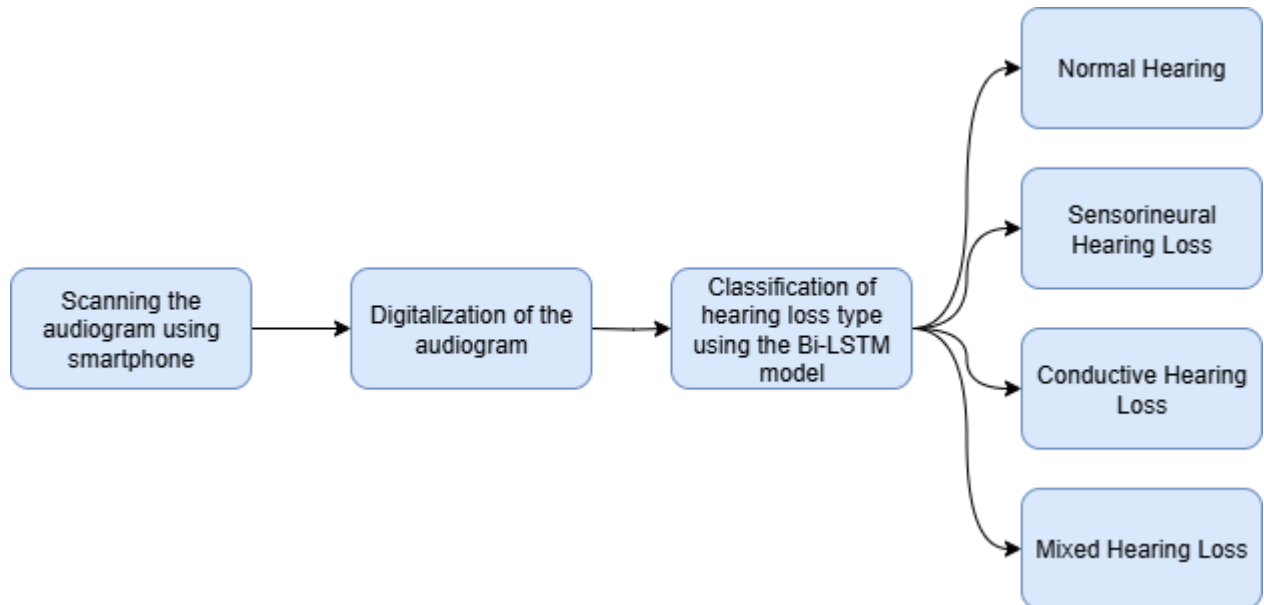 Scanning the
audiogram using
smartphone
Digitalization of the
audiogram
Classification of
hearing loss type
using the Bi-LSTM
model
Normal Hearing
Sensorineural
Hearing Loss
Conductive Hearing
Loss
Mixed Hearing Loss